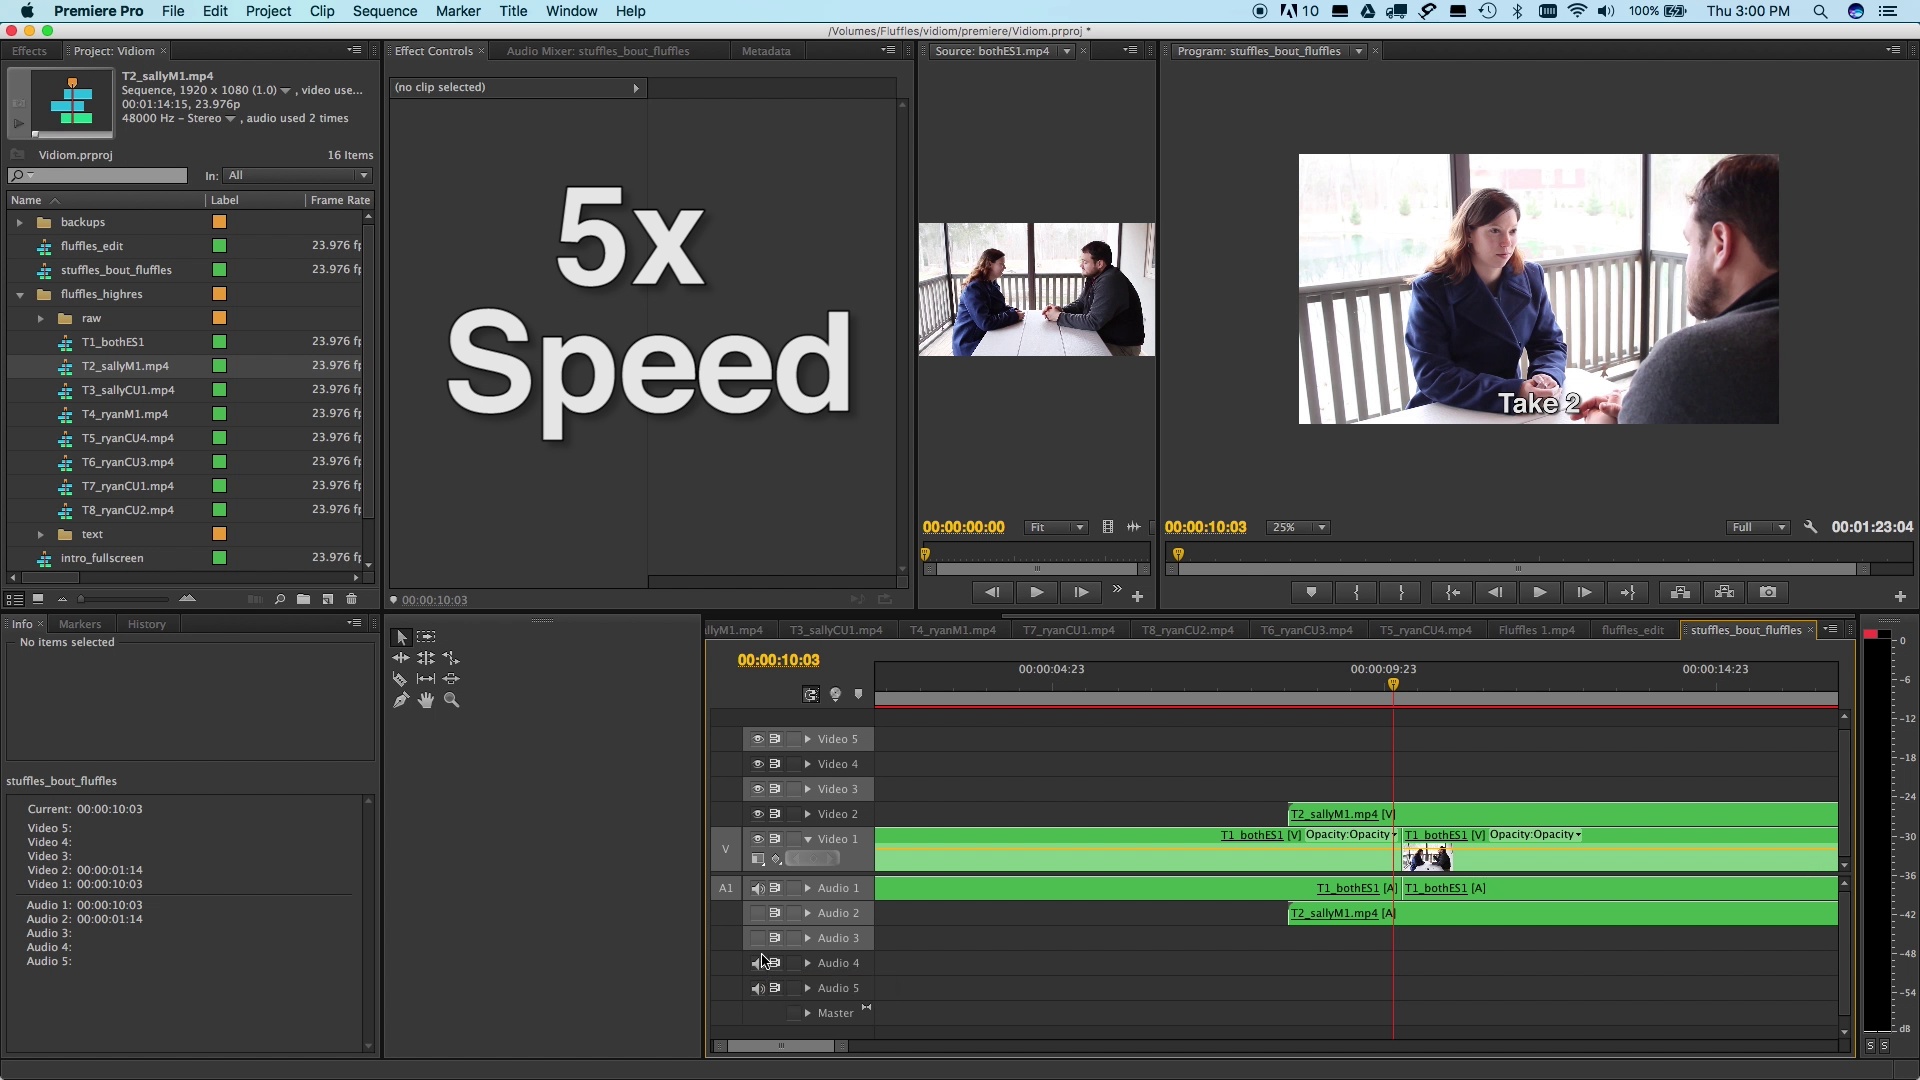 Premiere Pro File Edit Project Clip Sequence Marker Title Window Help
10 100% Thu 3:00 PM
/Volumes/Fluffles/vidiom/premiere/Vidiom.prproj *
Effects Project: Vidiom
T2_sallyM1.mp4
Sequence, 1920 x 1080 (1.0) , video use...
00:01:14:15, 23.976p
48000 Hz - Stereo , audio used 2 times
Vidiom.prproj 16 Items
In: All
Name Label Frame Rate
backups
fluffles_edit 23.976 f
stuffles_bout_fluffles 23.976 f
fluffles_highres
raw
T1_bothES1 23.976 f
T2_sallyM1.mp4 23.976 f
T3_sallyCU1.mp4 23.976 f
T4_ryanM1.mp4 23.976 f
T5_ryanCU4.mp4 23.976 f
T6_ryanCU3.mp4 23.976 f
T7_ryanCU1.mp4 23.976 f
T8_ryanCU2.mp4 23.976 f
text
intro_fullscreen 23.976 f
Effect Controls Audio Mixer: stuffles_bout_fluffles Metadata
(no clip selected)
5x
Speed
00:00:10:03
Source: bothES1.mp4
00:00:00:00 Fit
Program: stuffles_bout_fluffles
Take 2
00:00:10:03 25% Full 00:01:23:04
Info Markers History
No items selected
stuffles_bout_fluffles
Current: 00:00:10:03
Video 5:
Video 4:
Video 3:
Video 2: 00:00:01:14
Video 1: 00:00:10:03
Audio 1: 00:00:10:03
Audio 2: 00:00:01:14
Audio 3:
Audio 4:
Audio 5:
llyM1.mp4 T3_sallyCU1.mp4 T4_ryanM1.mp4 T7_ryanCU1.mp4 T8_ryanCU2.mp4 T6_ryanCU3.mp4 T5_ryanCU4.mp4 Fluffles 1.mp4 fluffles_edit stuffles_bout_fluffles
00:00:10:03
00:00:04:23 00:00:09:23 00:00:14:23
Video 5
Video 4
Video 3
Video 2 T2_sallyM1.mp4 [V]
V Video 1 T1_bothES1 [V] Opacity:Opacity T1_bothES1 [V] Opacity:Opacity
A1 Audio 1 T1_bothES1 [A] T1_bothES1 [A]
Audio 2 T2_sallyM1.mp4 [A]
Audio 3
Audio 4
Audio 5
Master
0
-6
-12
-18
-24
-30
-36
-42
-48
-54
dB
S S